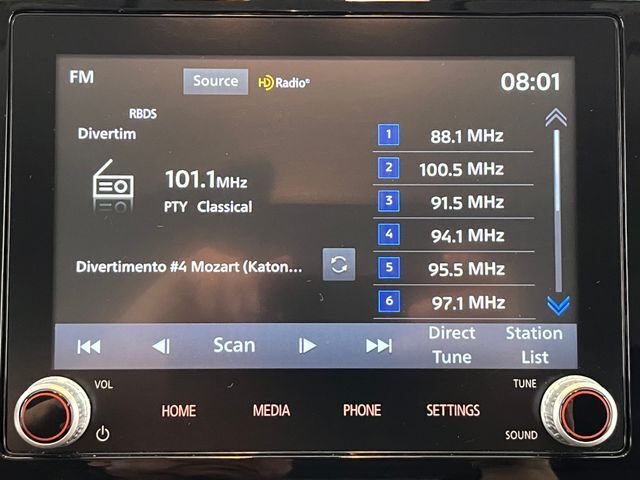 FM
Source
HD Radio®
08:01
RBDS
Divertim
101.1 MHz
PTY Classical
Divertimento #4 Mozart (Katon...
1 88.1 MHz
2 100.5 MHz
3 91.5 MHz
4 94.1 MHz
5 95.5 MHz
6 97.1 MHz
Scan
Direct
Tune
Station
List
VOL
HOME
MEDIA
PHONE
SETTINGS
TUNE
SOUND